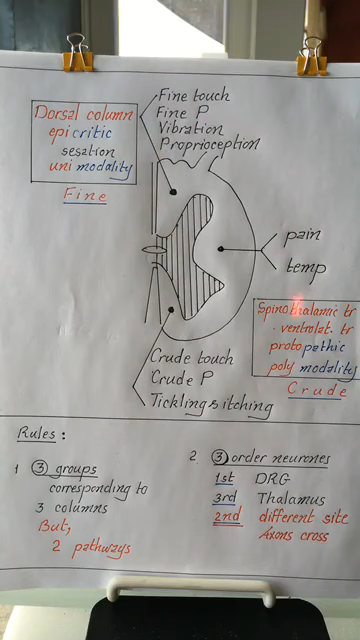 Fine touch
Fine P
Vibration
Proprioception
Dorsal column
epicritic
sesation
uni modality
Fine
pain
temp
Spinothalamic tr
. ventrolat. tr
protopathic
poly modality
Crude
Crude touch
Crude P
Tickling & itching
Rules :
1 ③ groups
corresponding to
3 columns
But,
2 pathways
2. ③ order neurones
1st DRG
3rd Thalamus
2nd different site
Axons cross